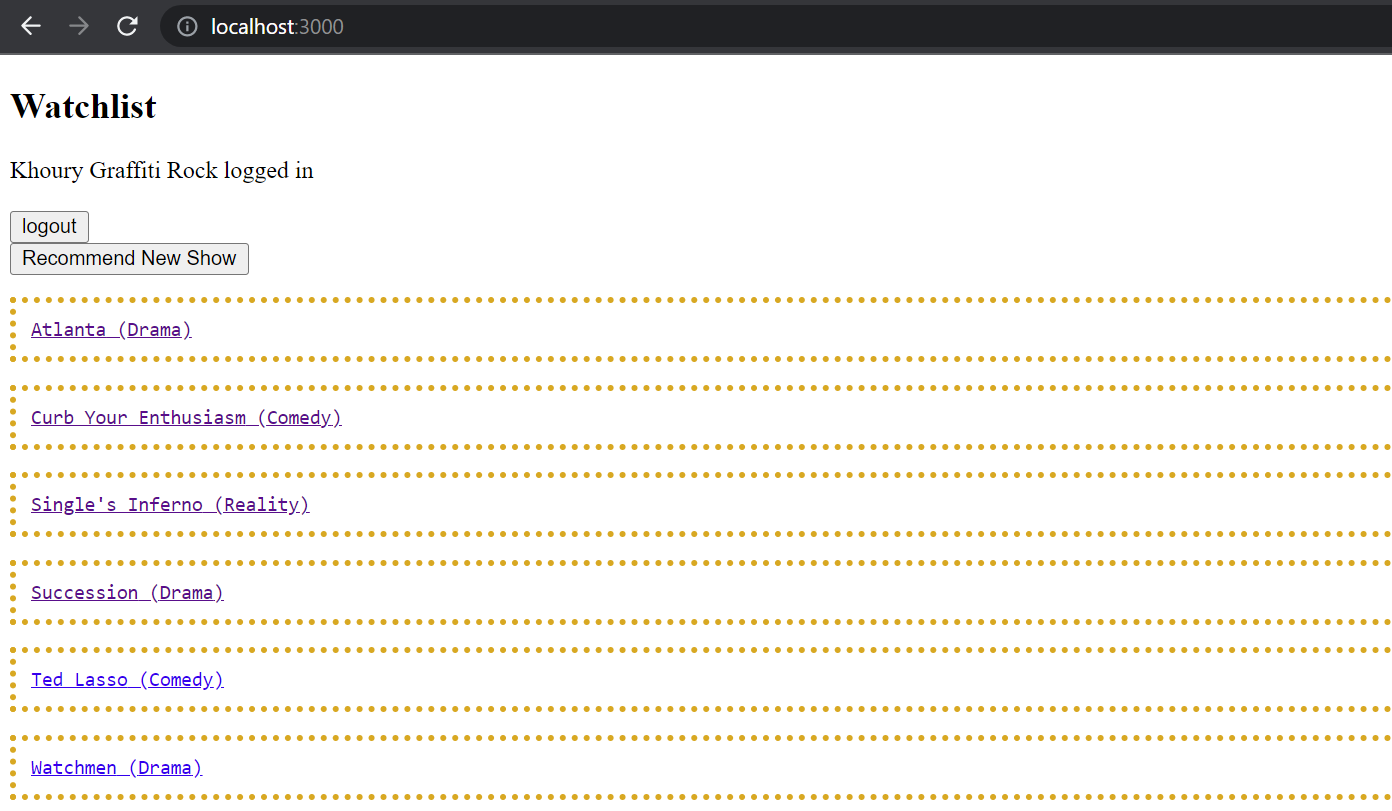 localhost:3000
Watchlist
Khoury Graffiti Rock logged in
logout
Recommend New Show
Atlanta (Drama)
Curb Your Enthusiasm (Comedy)
Single's Inferno (Reality)
Succession (Drama)
Ted Lasso (Comedy)
Watchmen (Drama)